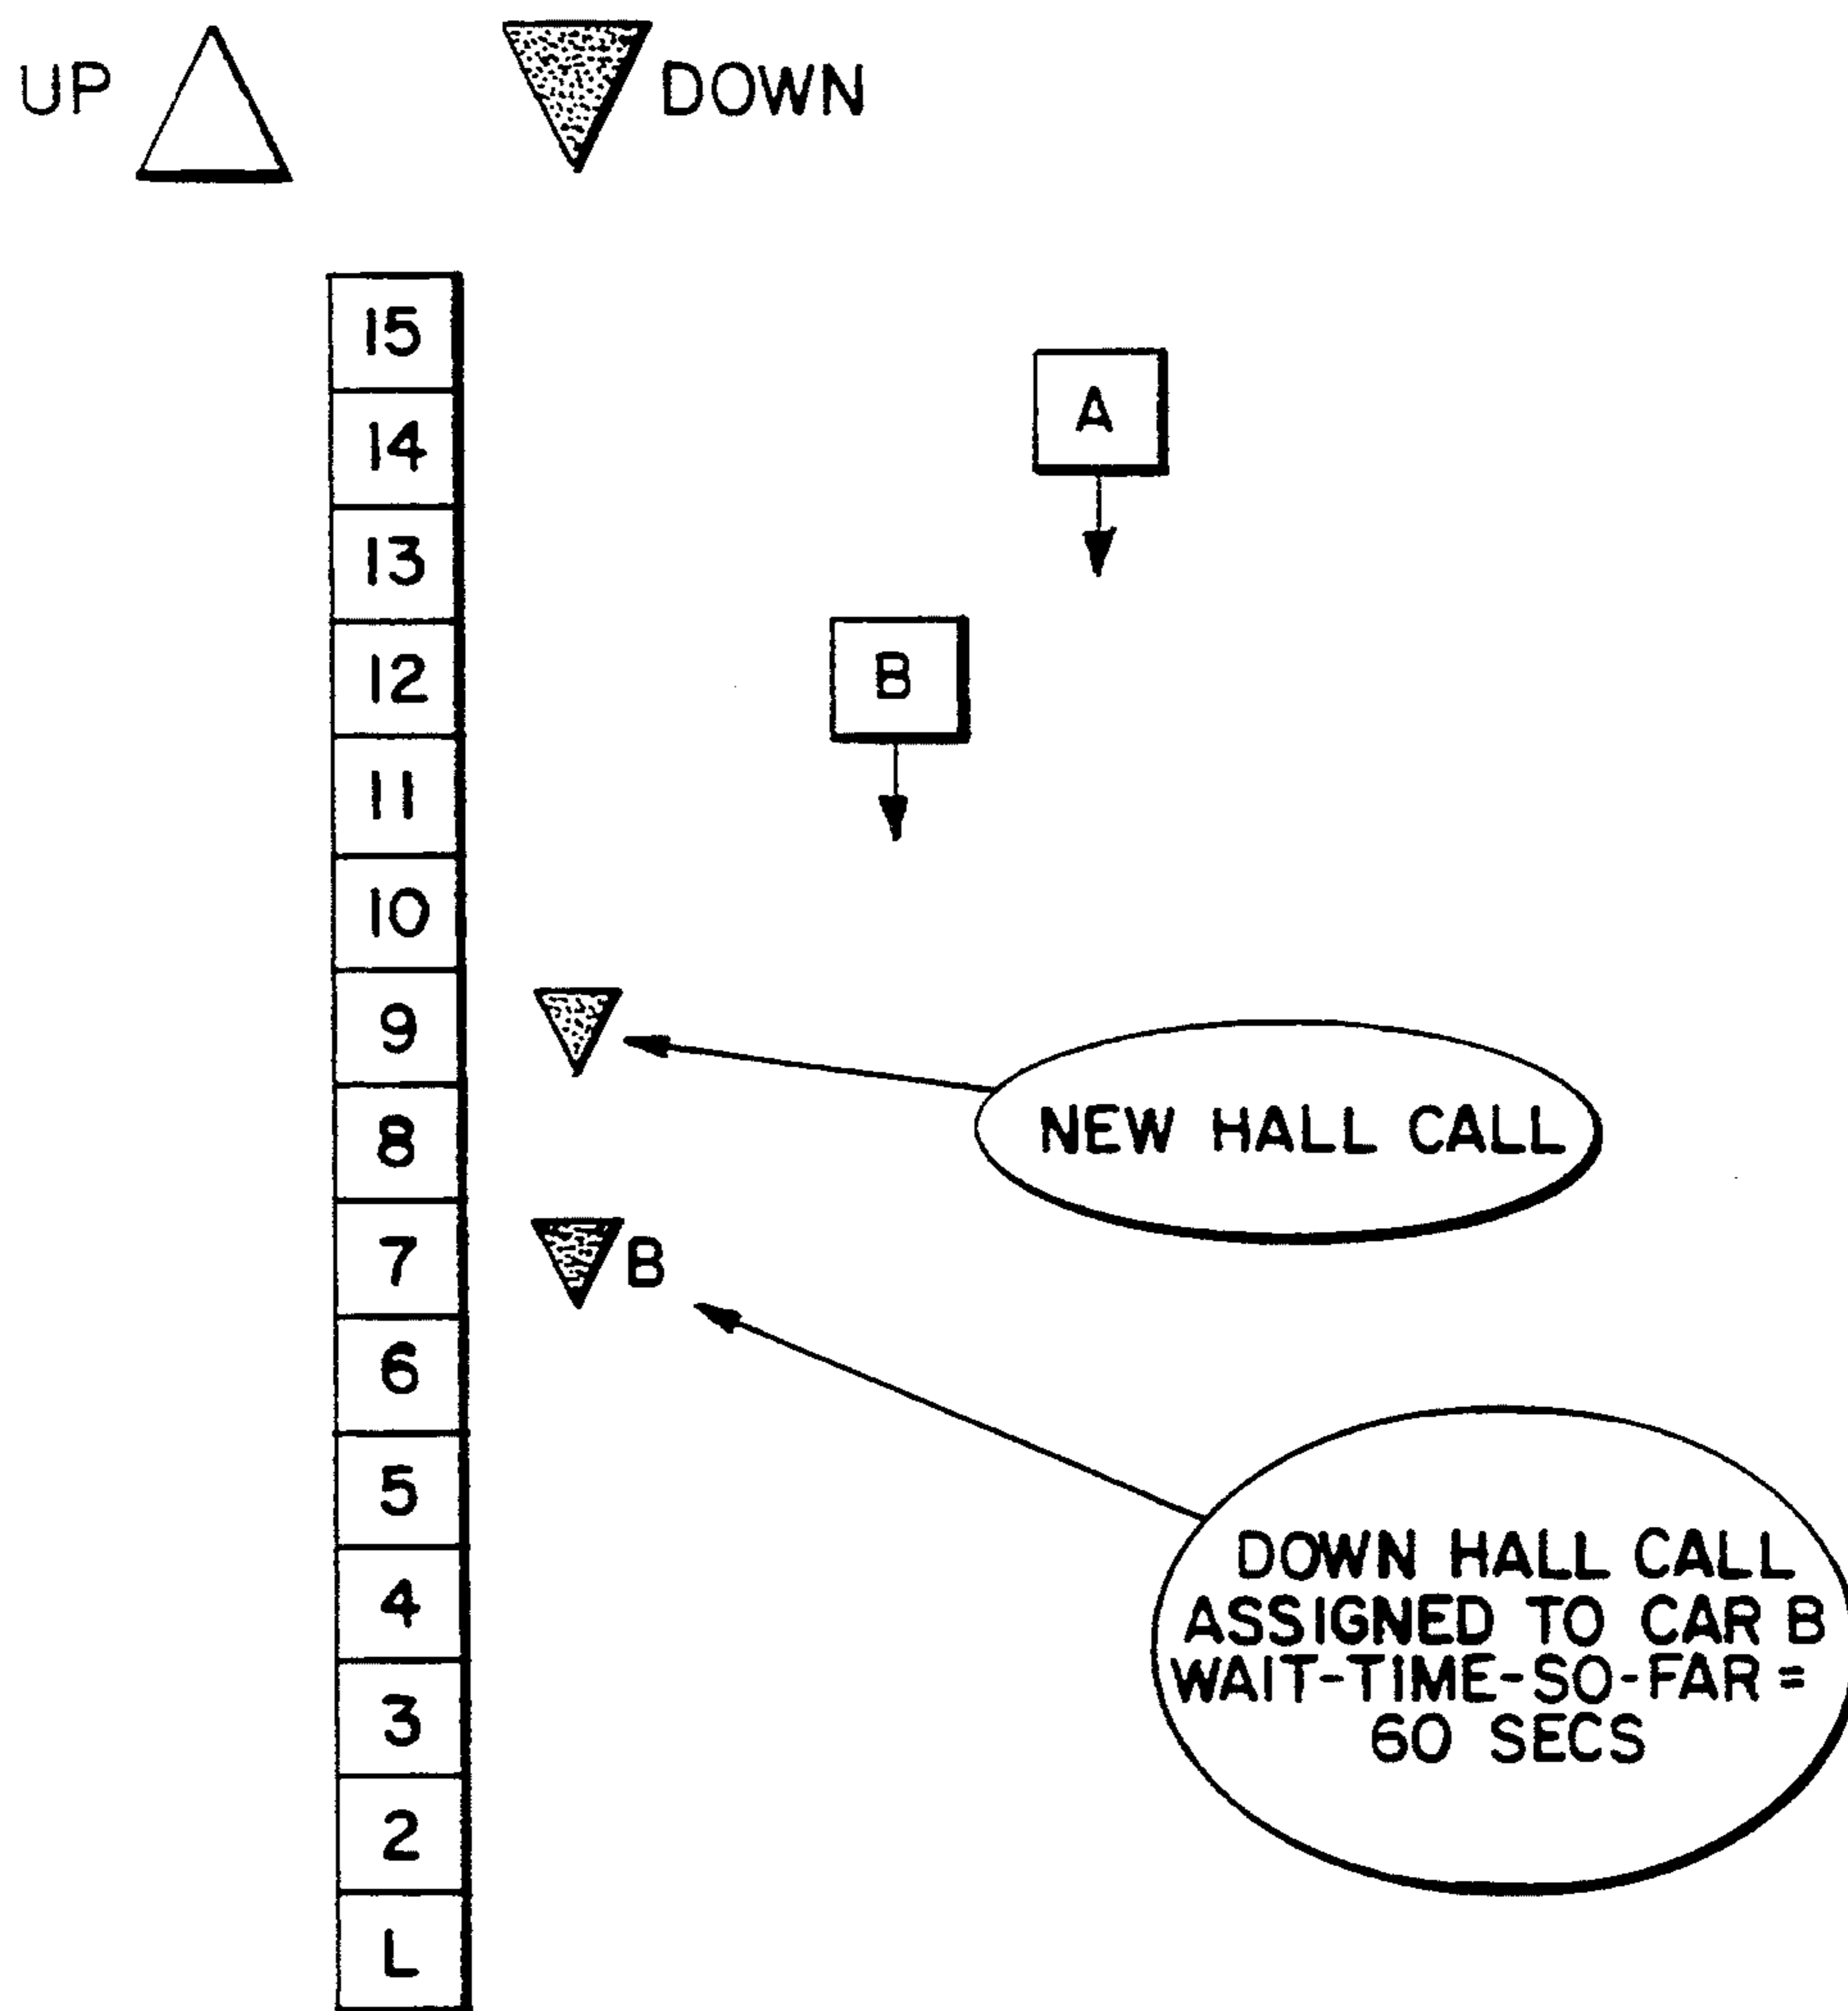 UP
DOWN
15
A
14
13
12
B
11
10
9
NEW HALL CALL
8
7
B
6
5
DOWN HALL CALL
ASSIGNED TO CAR B
WAIT-TIME-SO-FAR =
60 SECS
4
3
2
L